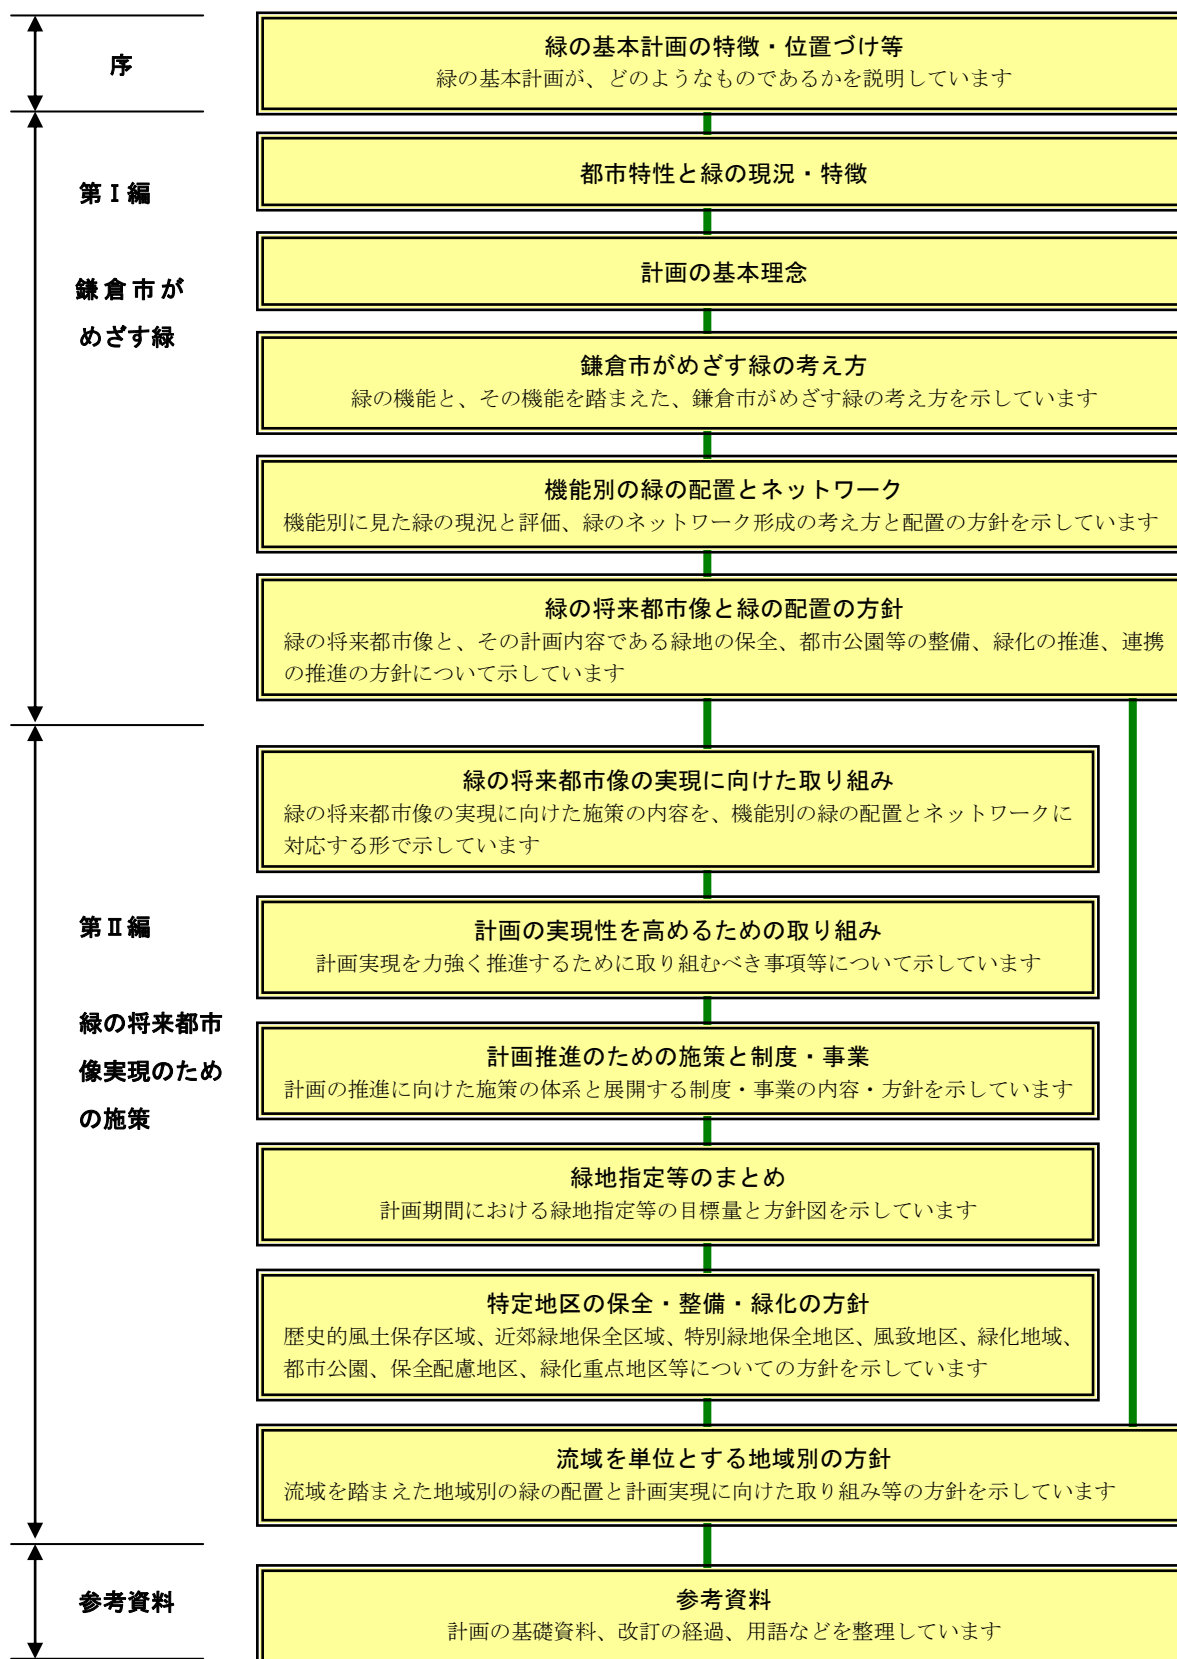 序
緑の基本計画の特徴・位置づけ等
緑の基本計画が、どのようなものであるかを説明しています
第Ⅰ編
鎌倉市が
めざす緑
都市特性と緑の現況・特徴
計画の基本理念
鎌倉市がめざす緑の考え方
緑の機能と、その機能を踏まえた、鎌倉市がめざす緑の考え方を示しています
機能別の緑の配置とネットワーク
機能別に見た緑の現況と評価、緑のネットワーク形成の考え方と配置の方針を示しています
緑の将来都市像と緑の配置の方針
緑の将来都市像と、その計画内容である緑地の保全、都市公園等の整備、緑化の推進、連携
の推進の方針について示しています
第Ⅱ編
緑の将来都市
像実現のため
の施策
緑の将来都市像の実現に向けた取り組み
緑の将来都市像の実現に向けた施策の内容を、機能別の緑の配置とネットワークに
対応する形で示しています
計画の実現性を高めるための取り組み
計画実現を力強く推進するために取り組むべき事項等について示しています
計画推進のための施策と制度・事業
計画の推進に向けた施策の体系と展開する制度・事業の内容・方針を示しています
緑地指定等のまとめ
計画期間における緑地指定等の目標量と方針図を示しています
特定地区の保全・整備・緑化の方針
歴史的風土保存区域、近郊緑地保全区域、特別緑地保全地区、風致地区、緑化地域、
都市公園、保全配慮地区、緑化重点地区等についての方針を示しています
流域を単位とする地域別の方針
流域を踏まえた地域別の緑の配置と計画実現に向けた取り組み等の方針を示しています
参考資料
参考資料
計画の基礎資料、改訂の経過、用語などを整理しています